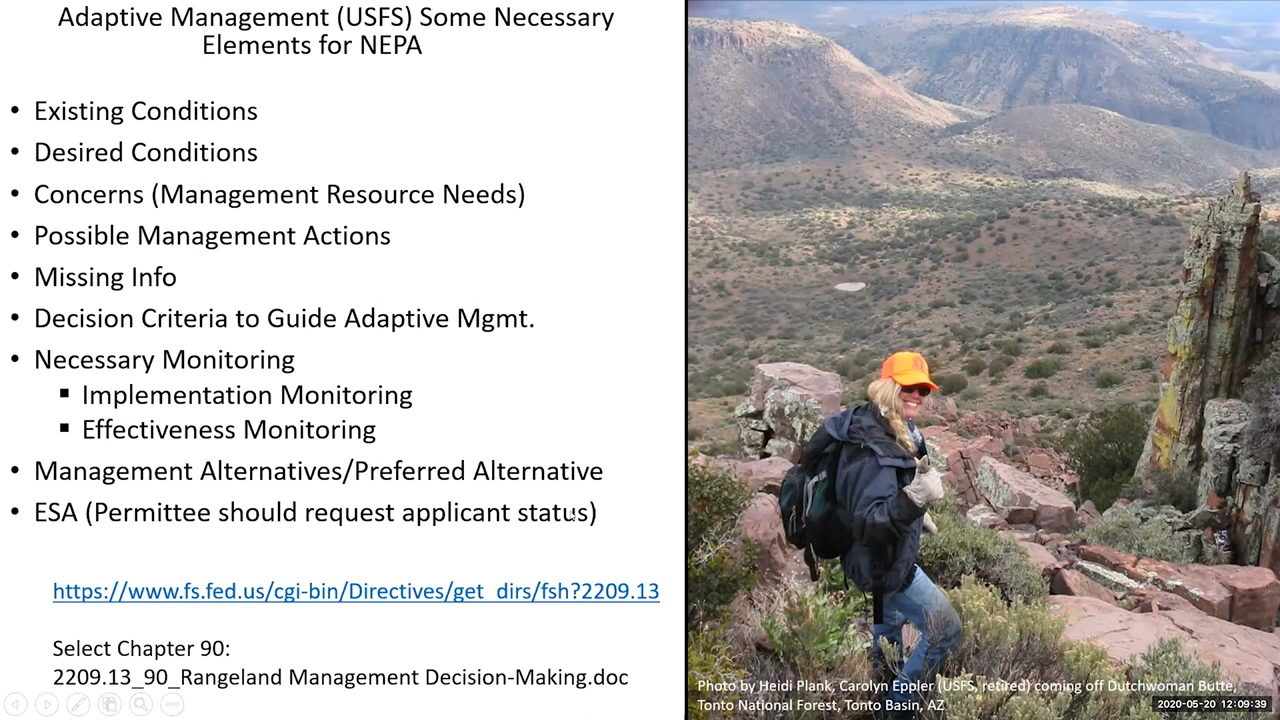 Adaptive Management (USFS) Some Necessary
Elements for NEPA
• Existing Conditions
• Desired Conditions
• Concerns (Management Resource Needs)
• Possible Management Actions
• Missing Info
• Decision Criteria to Guide Adaptive Mgmt.
• Necessary Monitoring
▪ Implementation Monitoring
▪ Effectiveness Monitoring
• Management Alternatives/Preferred Alternative
• ESA (Permittee should request applicant status)
https://www.fs.fed.us/cgi-bin/Directives/get_dirs/fsh?2209.13
Select Chapter 90:
2209.13_90_Rangeland Management Decision-Making.doc
Photo by Heidi Plank, Carolyn Eppler (USFS, retired) coming off Dutchwoman Butte,
Tonto National Forest, Tonto Basin, AZ
2020-05-20 12:09:39